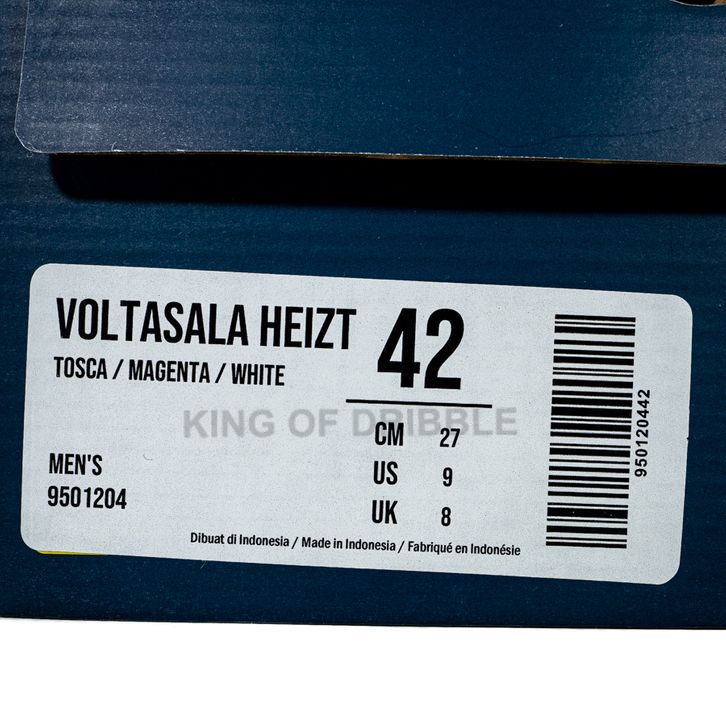 VOLTASALA HEIZT
TOSCA / MAGENTA / WHITE
42
KING OF DRIBBLE
CM 27
US 9
UK 8
MEN'S
9501204
Dibuat di Indonesia / Made in Indonesia / Fabriqué en Indonésie
950120442